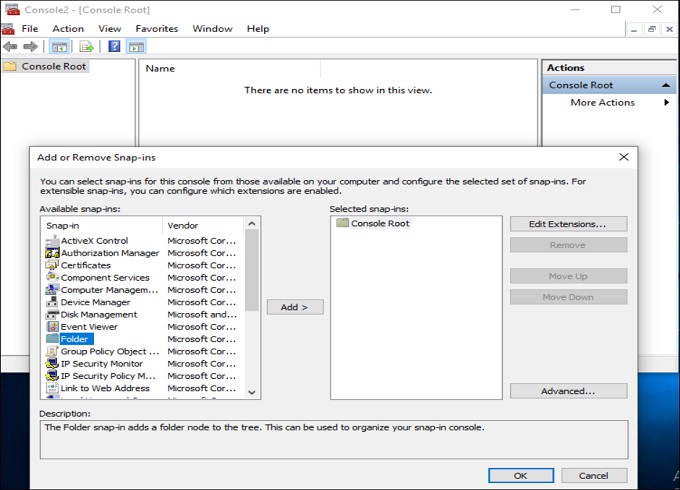 Console2 - [Console Root]
File Action View Favorites Window Help
Console Root
Name
There are no items to show in this view.
Actions
Console Root
More Actions
Add or Remove Snap-ins
You can select snap-ins for this console from those available on your computer and configure the selected set of snap-ins. For
extensible snap-ins, you can configure which extensions are enabled.
Available snap-ins:
Snap-in Vendor
ActiveX Control Microsoft Cor...
Authorization Manager Microsoft Cor...
Certificates Microsoft Cor...
Component Services Microsoft Cor...
Computer Managem... Microsoft Cor...
Device Manager Microsoft Cor...
Disk Management Microsoft and...
Event Viewer Microsoft Cor...
Folder Microsoft Cor...
Group Policy Object ... Microsoft Cor...
IP Security Monitor Microsoft Cor...
IP Security Policy M... Microsoft Cor...
Link to Web Address Microsoft Cor...
Add >
Selected snap-ins:
Console Root
Edit Extensions...
Remove
Move Up
Move Down
Advanced...
Description:
The Folder snap-in adds a folder node to the tree. This can be used to organize your snap-in console.
OK
Cancel